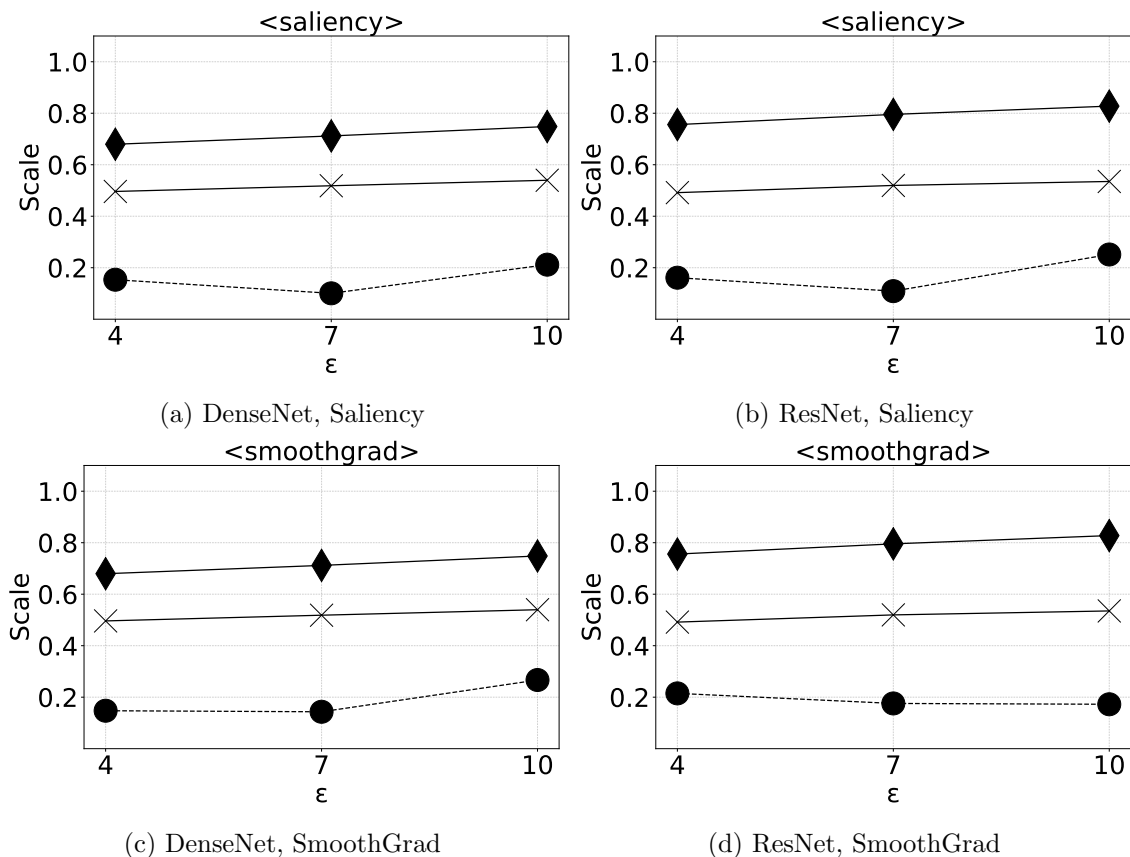 <saliency>
1.0
0.8
0.6
0.4
0.2
Scale
4 7 10
ε
(a) DenseNet, Saliency
<saliency>
1.0
0.8
0.6
0.4
0.2
Scale
4 7 10
ε
(b) ResNet, Saliency
<smoothgrad>
1.0
0.8
0.6
0.4
0.2
Scale
4 7 10
ε
(c) DenseNet, SmoothGrad
<smoothgrad>
1.0
0.8
0.6
0.4
0.2
Scale
4 7 10
ε
(d) ResNet, SmoothGrad